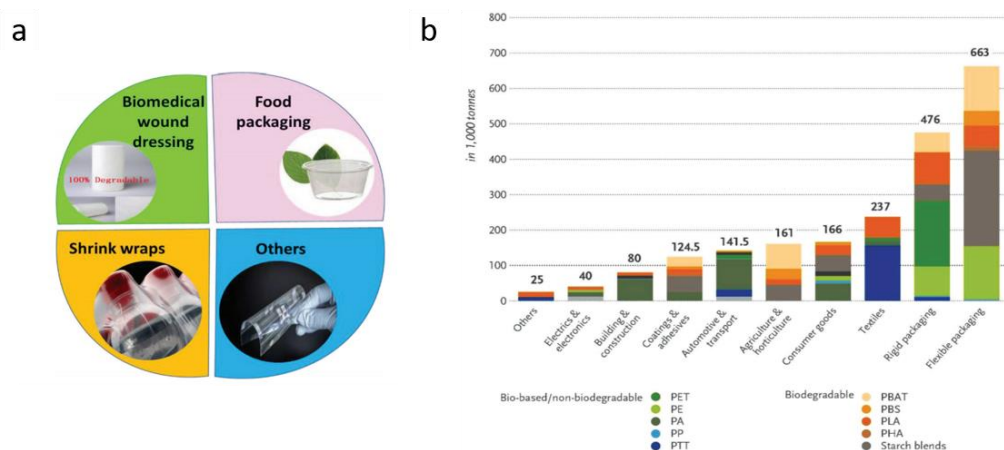 a
Biomedical
wound
dressing
100% Degradable
Food
packaging
Shrink wraps
Others
b
in 1,000 tonnes
800
700
600
500
400
300
200
100
0
25
40
80
124.5
141.5
161
166
237
476
663
Others
Electrics &
electronics
Building &
construction
Coatings &
adhesives
Automotive &
transport
Agriculture &
horticulture
Consumer goods
Textiles
Rigid packaging
Flexible packaging
Bio-based/non-biodegradable
PET
PE
PA
PP
PTT
Biodegradable
PBAT
PBS
PLA
PHA
Starch blends